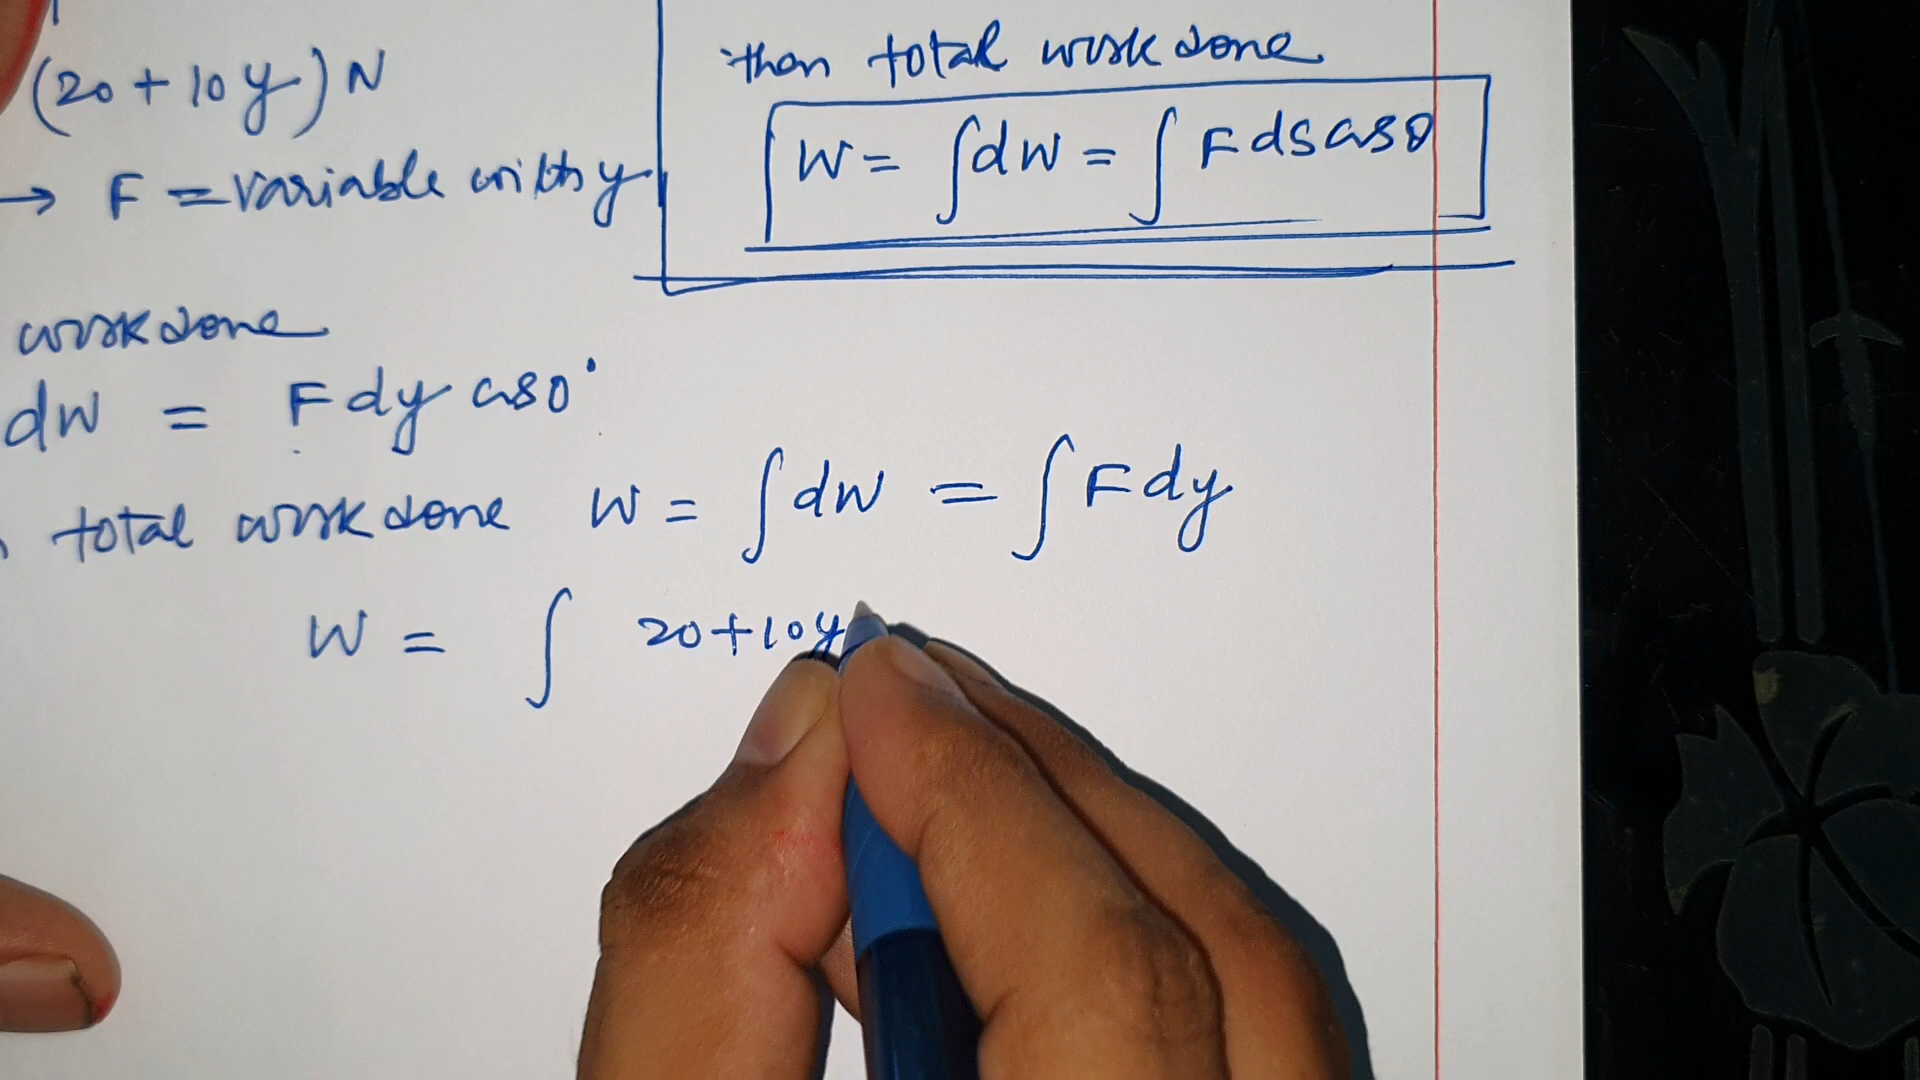 then total work done
(20 + 10y) N
W = ∫dW = ∫ F ds cosθ
→ F = variable with y
work done
dW = F dy cos0°
total work done W = ∫dW = ∫F dy
W = ∫ 20+10y